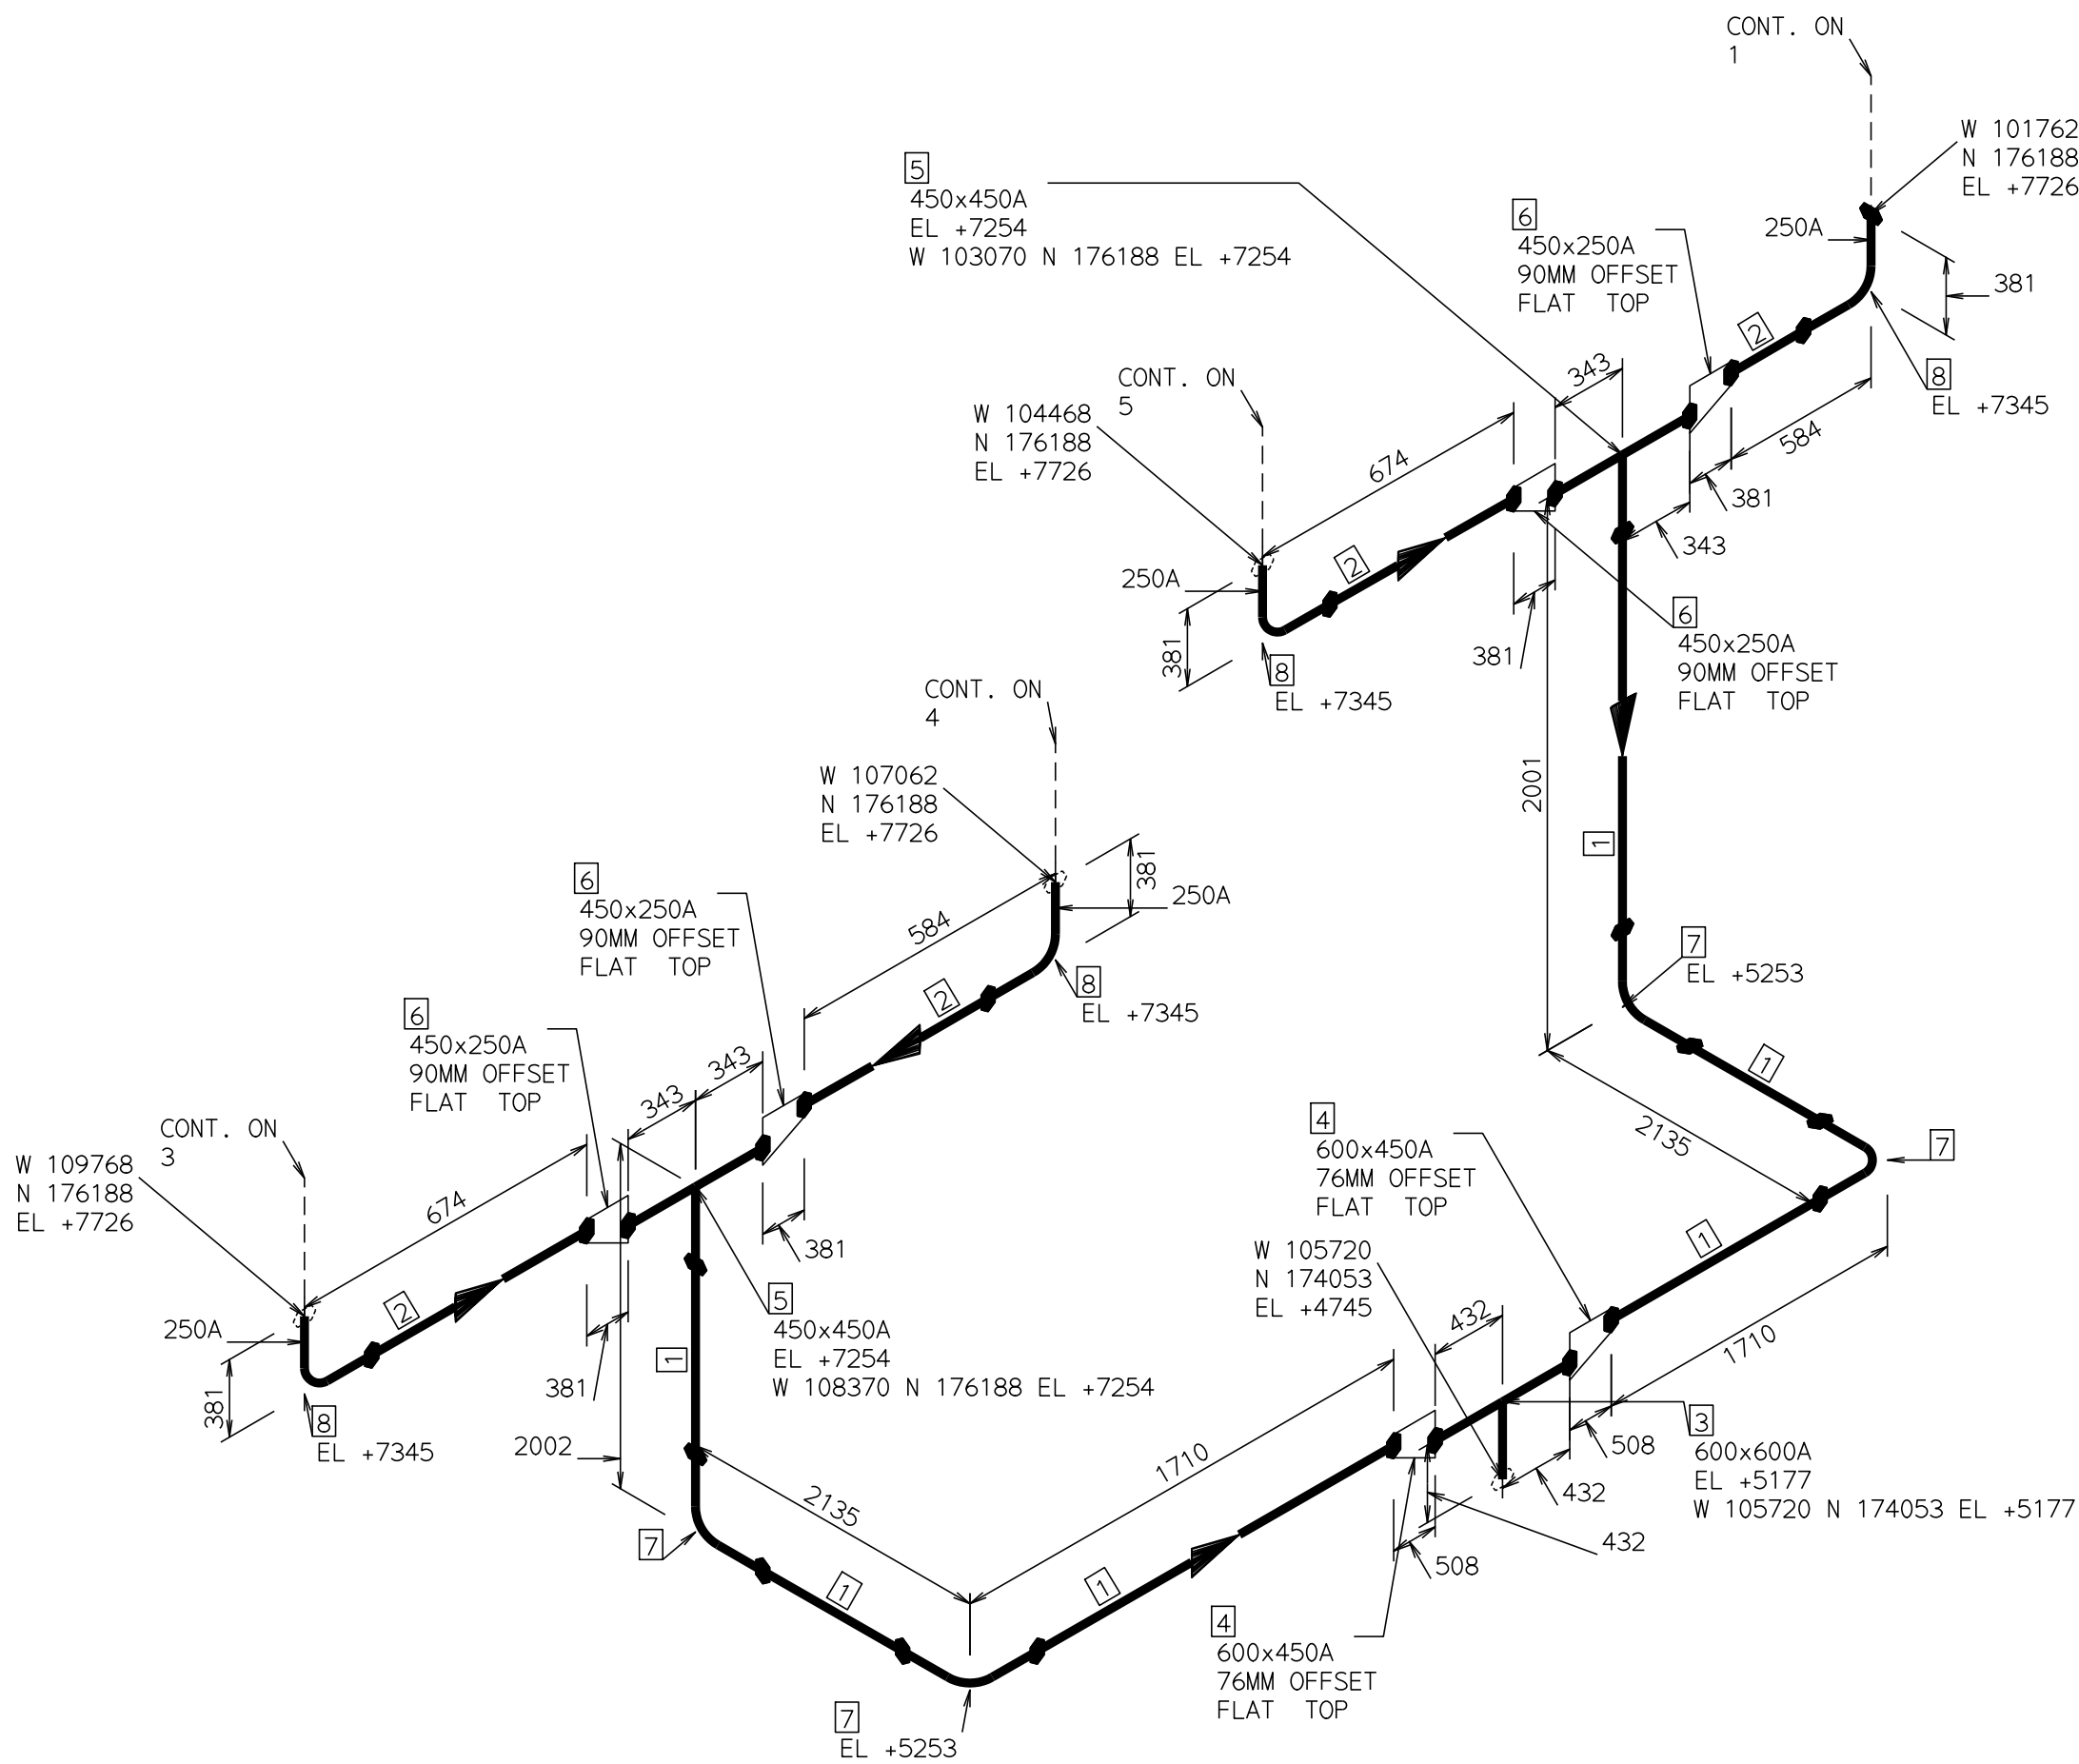 CONT. ON
1
W 101762
N 176188
EL +7726
5
450x450A
EL +7254
W 103070 N 176188 EL +7254
6
450x250A
90MM OFFSET
FLAT TOP
250A
381
2
8
EL +7345
343
584
381
343
CONT. ON
5
W 104468
N 176188
EL +7726
674
2
250A
381
8
EL +7345
381
6
450x250A
90MM OFFSET
FLAT TOP
2001
1
7
EL +5253
1
2135
7
1
1710
CONT. ON
4
W 107062
N 176188
EL +7726
381
250A
584
8
EL +7345
2
6
450x250A
90MM OFFSET
FLAT TOP
6
450x250A
90MM OFFSET
FLAT TOP
343
343
381
CONT. ON
3
W 109768
N 176188
EL +7726
674
2
250A
381
8
EL +7345
381
5
450x450A
EL +7254
W 108370 N 176188 EL +7254
1
2002
7
2135
1
7
EL +5253
1710
1
4
600x450A
76MM OFFSET
FLAT TOP
W 105720
N 174053
EL +4745
432
508
432
3
600x600A
EL +5177
W 105720 N 174053 EL +5177
432
508
4
600x450A
76MM OFFSET
FLAT TOP